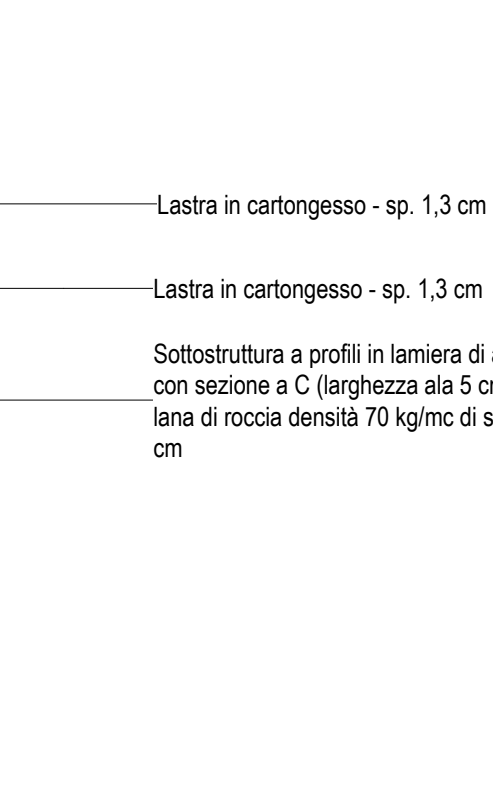 Lastra in cartongesso - sp. 1,3 cm
Lastra in cartongesso - sp. 1,3 cm
Sottostruttura a profili in lamiera di
con sezione a C (larghezza ala 5
lana di roccia densità 70 kg/mc di
cm